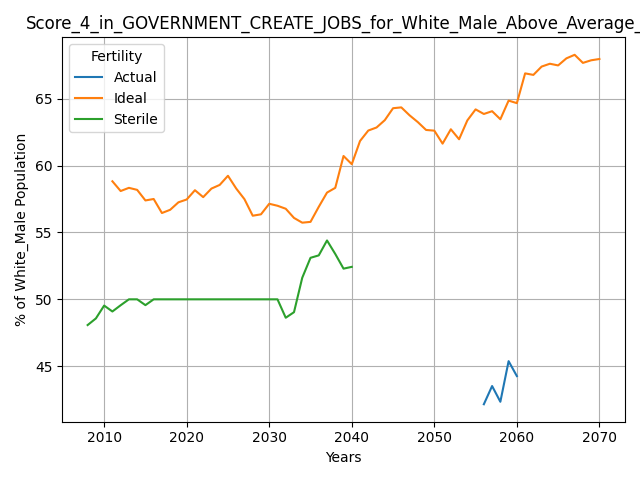 Score_4_in_GOVERNMENT_CREATE_JOBS_for_White_Male_Above_Average_
Fertility
Actual
Ideal
Sterile
% of White_Male Population
65
60
55
50
45
2010 2020 2030 2040 2050 2060 2070
Years